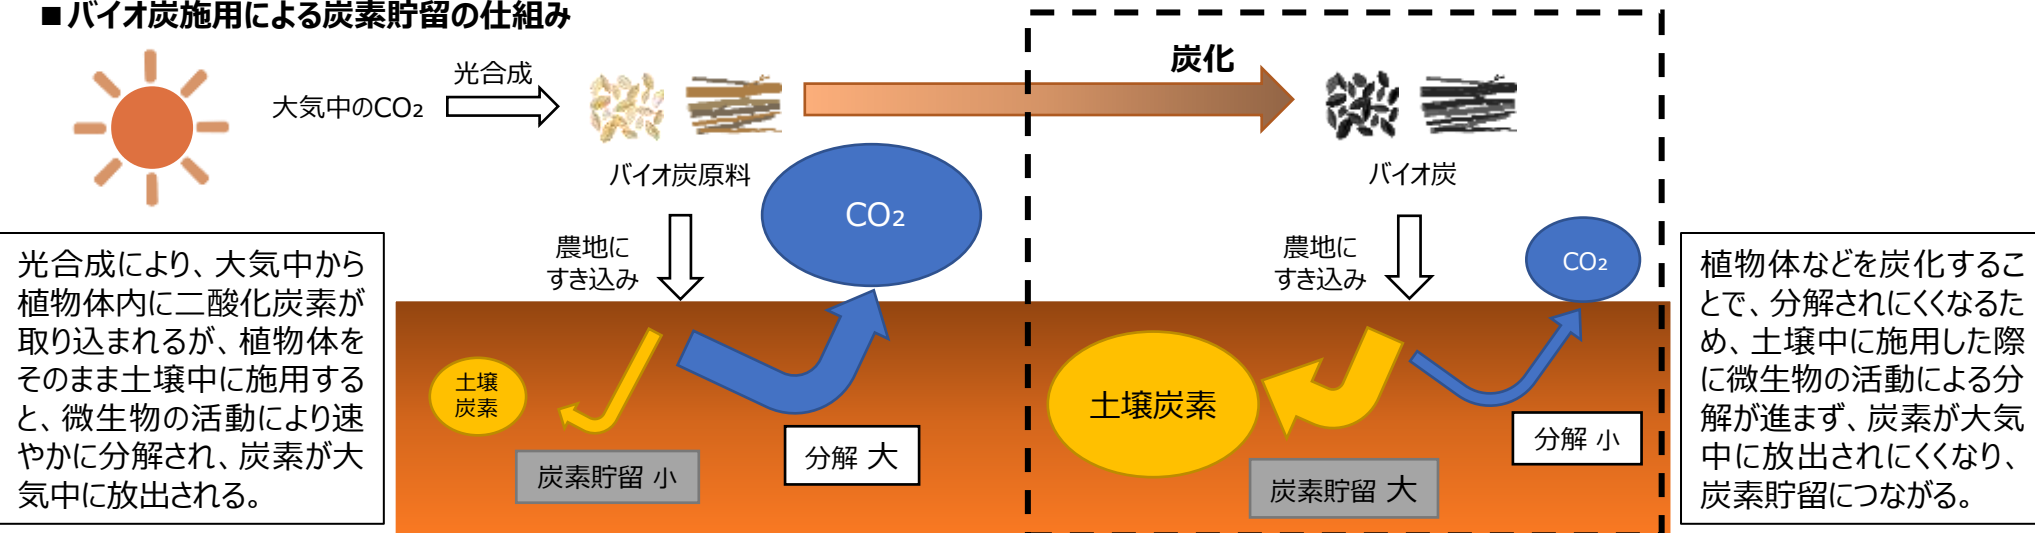 ■バイオ炭施用による炭素貯留の仕組み
大気中のCO₂
光合成
炭化
バイオ炭原料
バイオ炭
農地に
すき込み
CO₂
農地に
すき込み
CO₂
光合成により、大気中から
植物体内に二酸化炭素が
取り込まれるが、植物体を
そのまま土壌中に施用する
と、微生物の活動により速
やかに分解され、炭素が大
気中に放出される。
土壌
炭素
炭素貯留 小
分解 大
土壌炭素
炭素貯留 大
分解 小
植物体などを炭化するこ
とで、分解されにくくなるた
め、土壌中に施用した際
に微生物の活動による分
解が進まず、炭素が大気
中に放出されにくくなり、
炭素貯留につながる。